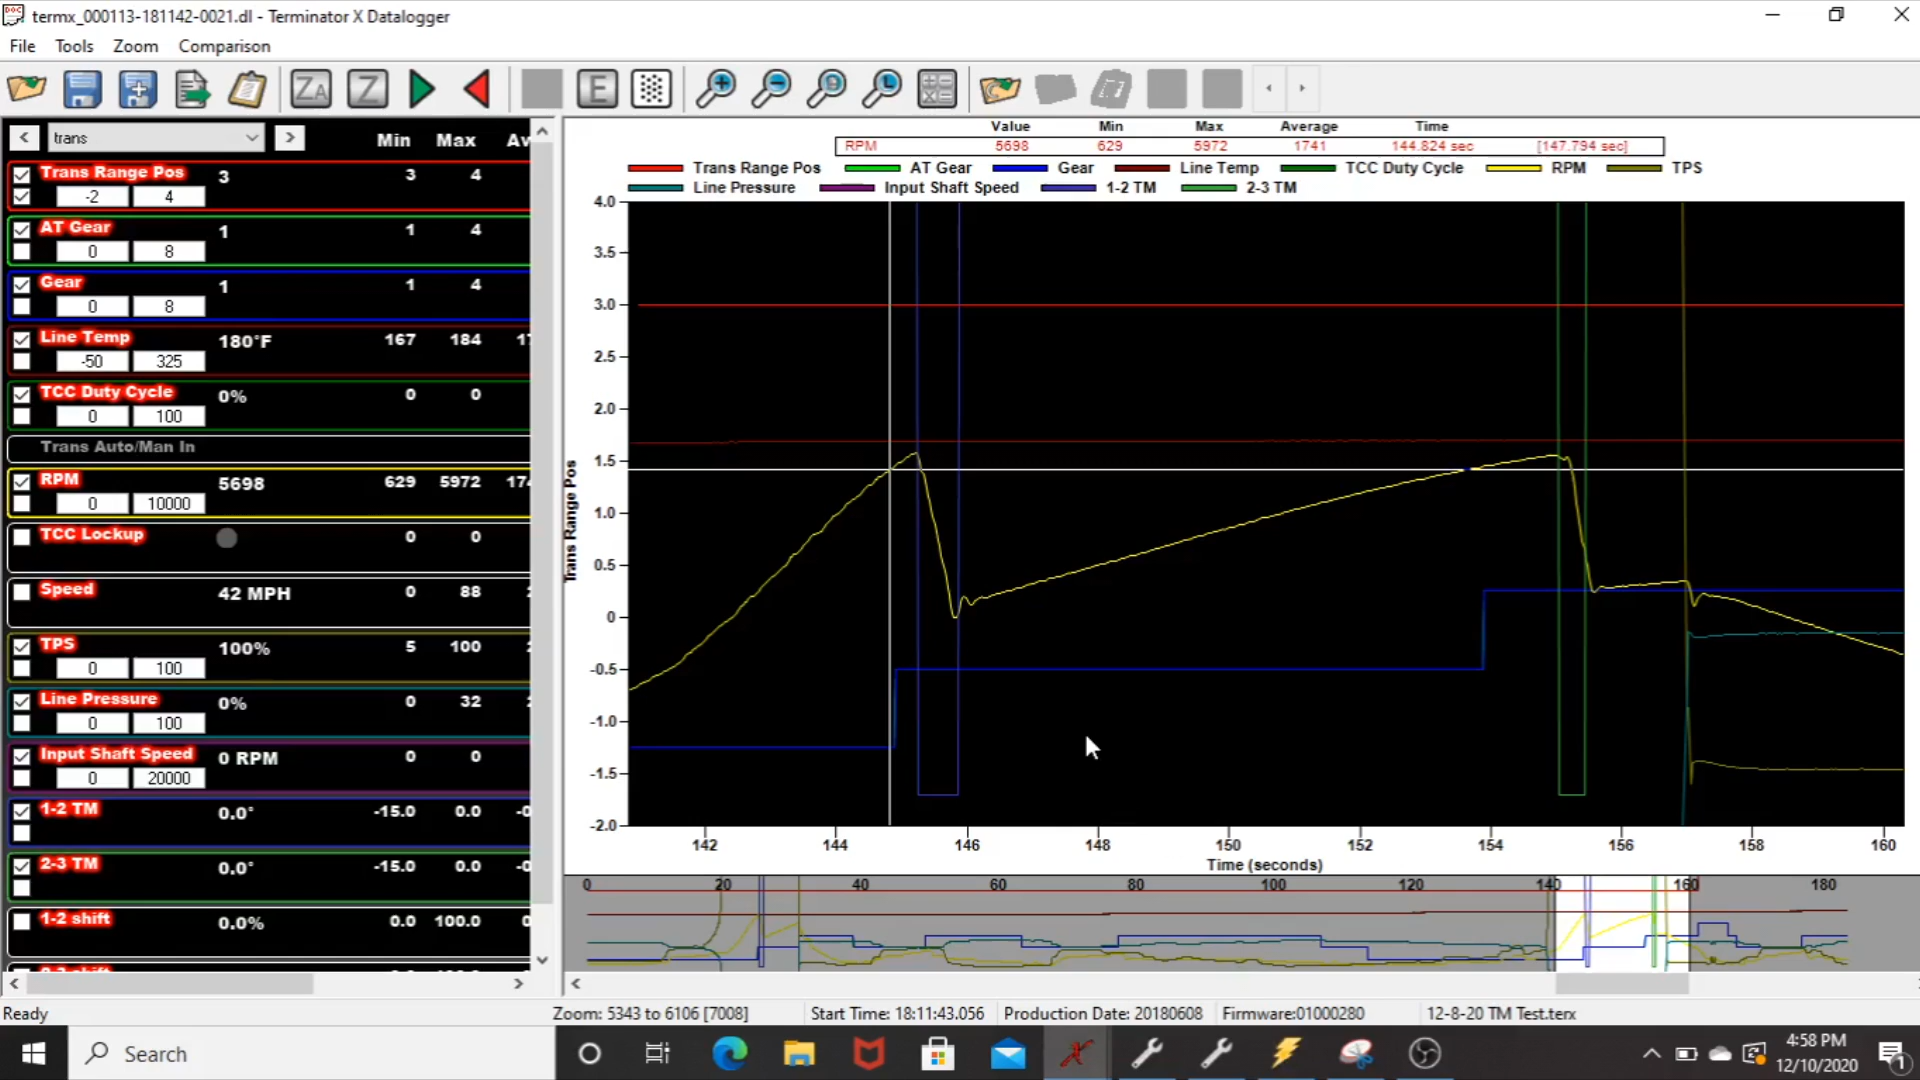 termx_000113-181142-0021.dl - Terminator X Datalogger
File Tools Zoom Comparison
ZA Z E
trans Min Max Av
Trans Range Pos 3 3 4
-2 4
AT Gear 1 1 4
0 8
Gear 1 1 4
0 8
Line Temp 180°F 167 184 17
-50 325
TCC Duty Cycle 0% 0 0
0 100
Trans Auto/Man In
RPM 5698 629 5972 174
0 10000
TCC Lockup 0 0
Speed 42 MPH 0 88
TPS 100% 5 100
0 100
Line Pressure 0% 0 32
0 100
Input Shaft Speed 0 RPM 0 0
0 20000
1-2 TM 0.0° -15.0 0.0 -0
2-3 TM 0.0° -15.0 0.0 -0
1-2 shift 0.0% 0.0 100.0 0
Value Min Max Average Time
RPM 5698 629 5972 1741 144.824 sec [147.794 sec]
Trans Range Pos AT Gear Gear Line Temp TCC Duty Cycle RPM TPS
Line Pressure Input Shaft Speed 1-2 TM 2-3 TM
4.0
3.5
3.0
2.5
2.0
1.5
1.0
0.5
0
-0.5
-1.0
-1.5
-2.0
Trans Range Pos
142 144 146 148 150 152 154 156 158 160
Time (seconds)
0 20 40 60 80 100 120 140 160 180
Ready Zoom: 5343 to 6106 [7008] Start Time: 18:11:43.056 Production Date: 20180608 Firmware:01000280 12-8-20 TM Test.terx
Search
4:58 PM
12/10/2020
1